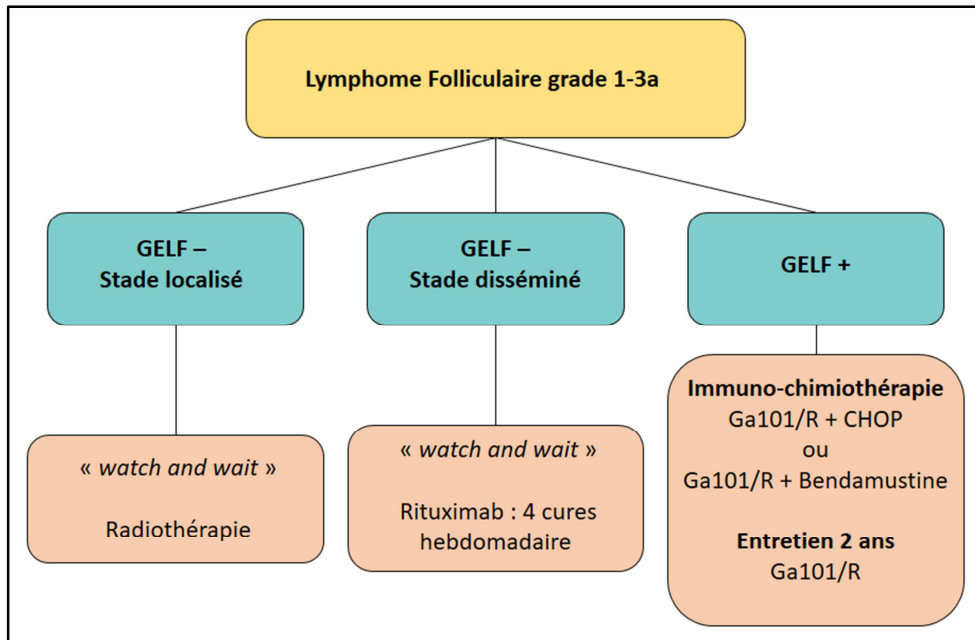 Lymphome Folliculaire grade 1-3a
GELF –
Stade localisé
GELF –
Stade disséminé
GELF +
« watch and wait »
Radiothérapie
« watch and wait »
Rituximab : 4 cures
hebdomadaire
Immuno-chimiothérapie
Ga101/R + CHOP
ou
Ga101/R + Bendamustine
Entretien 2 ans
Ga101/R